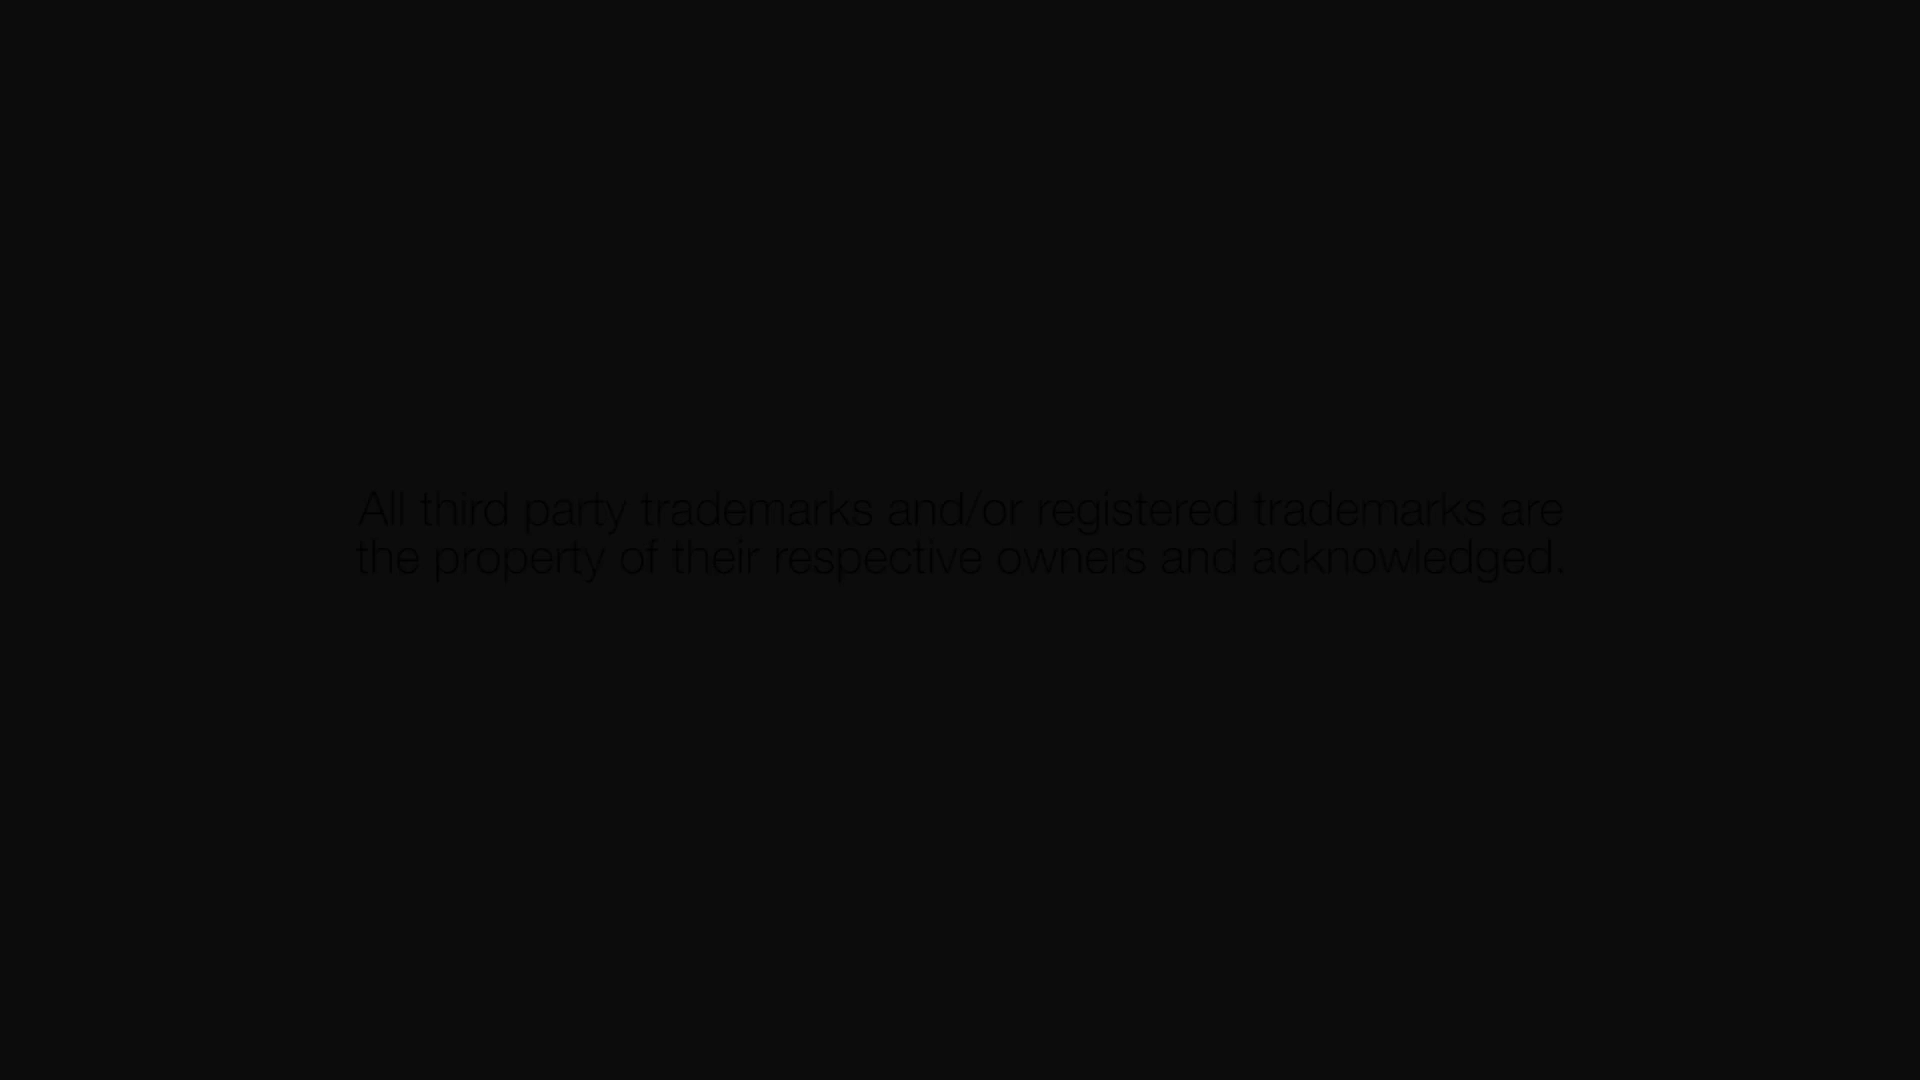 All third party trademarks and/or registered trademarks are
the property of their respective owners and acknowledged.